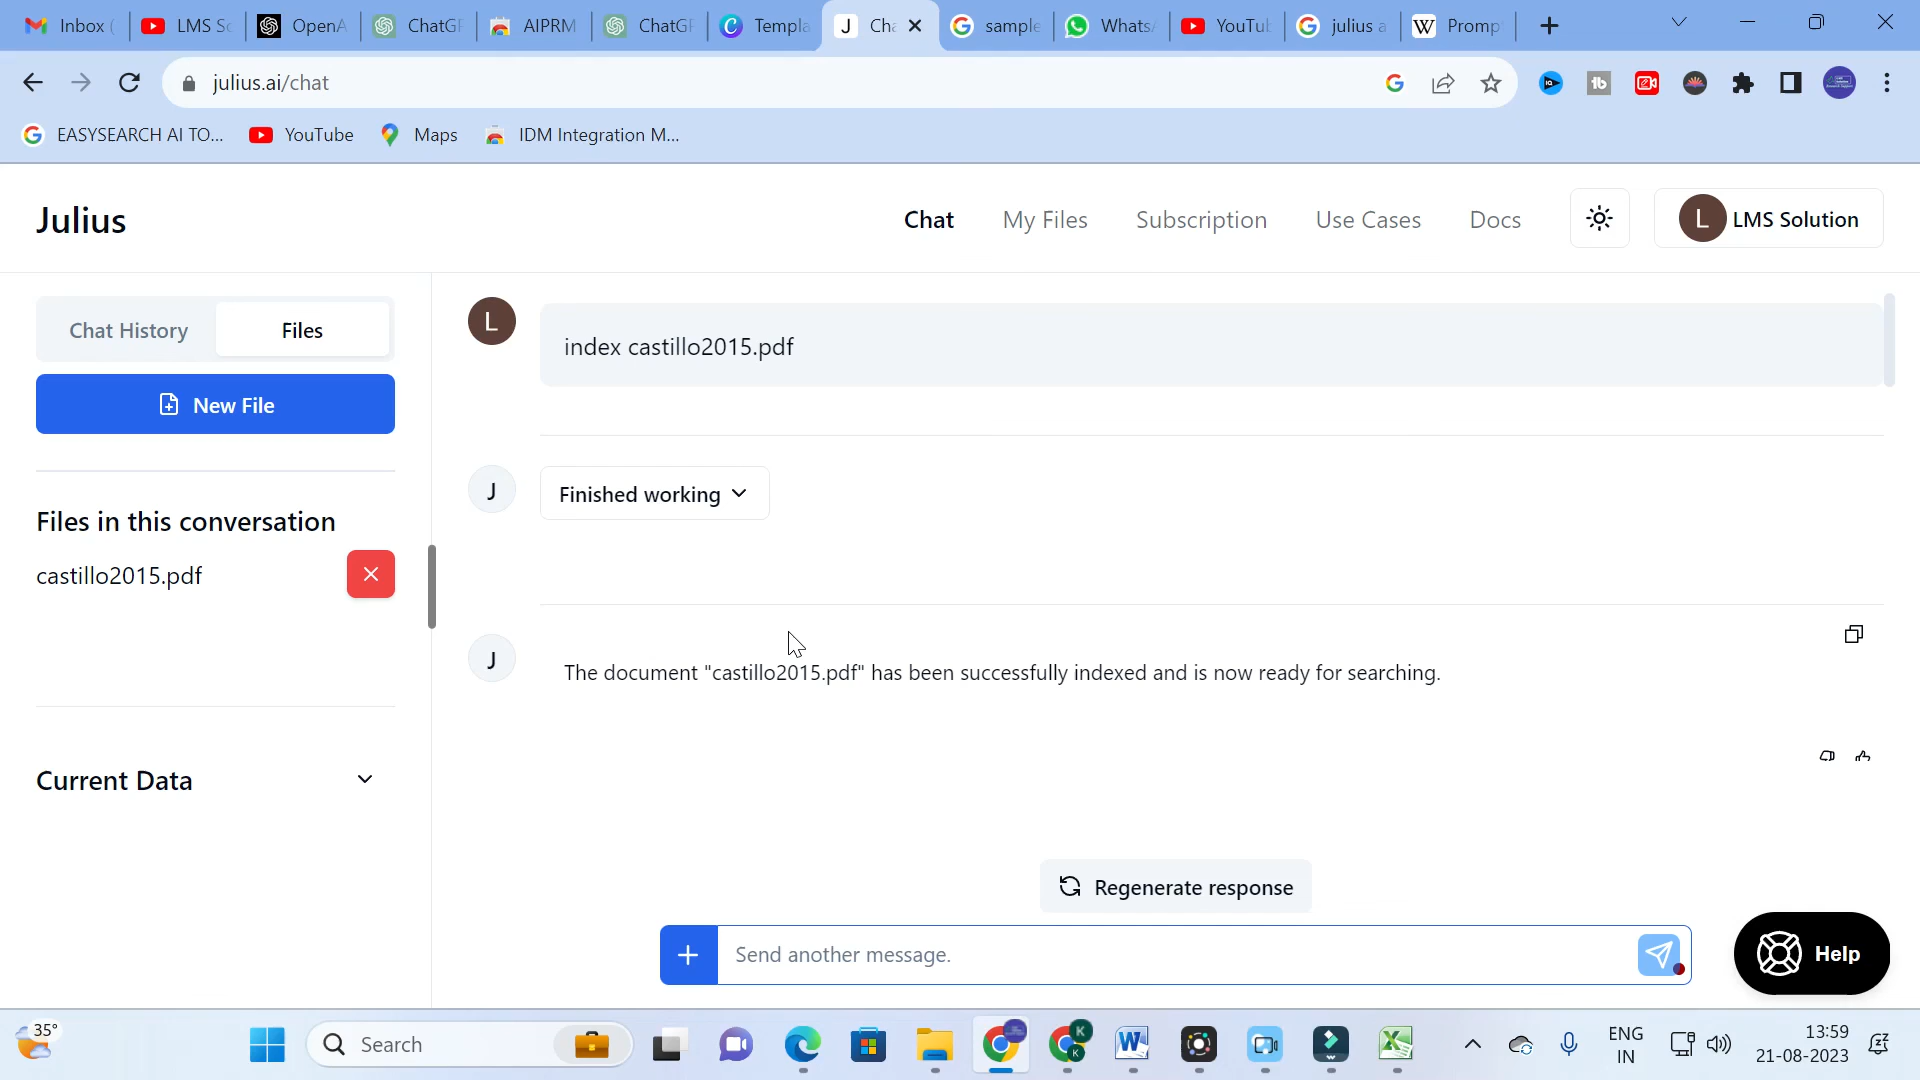 Inbox (
LMS Sc
OpenA
ChatGP
AIPRM
ChatGP
Templa
Cha
sample
Whats
YouTub
julius a
Promp
julius.ai/chat
EASYSEARCH AI TO...
YouTube
Maps
IDM Integration M...
Julius
Chat
My Files
Subscription
Use Cases
Docs
L
LMS Solution
Chat History
Files
New File
Files in this conversation
castillo2015.pdf
Current Data
L
index castillo2015.pdf
J
Finished working
J
The document "castillo2015.pdf" has been successfully indexed and is now ready for searching.
Regenerate response
Send another message.
Help
35°
Search
ENG
IN
13:59
21-08-2023